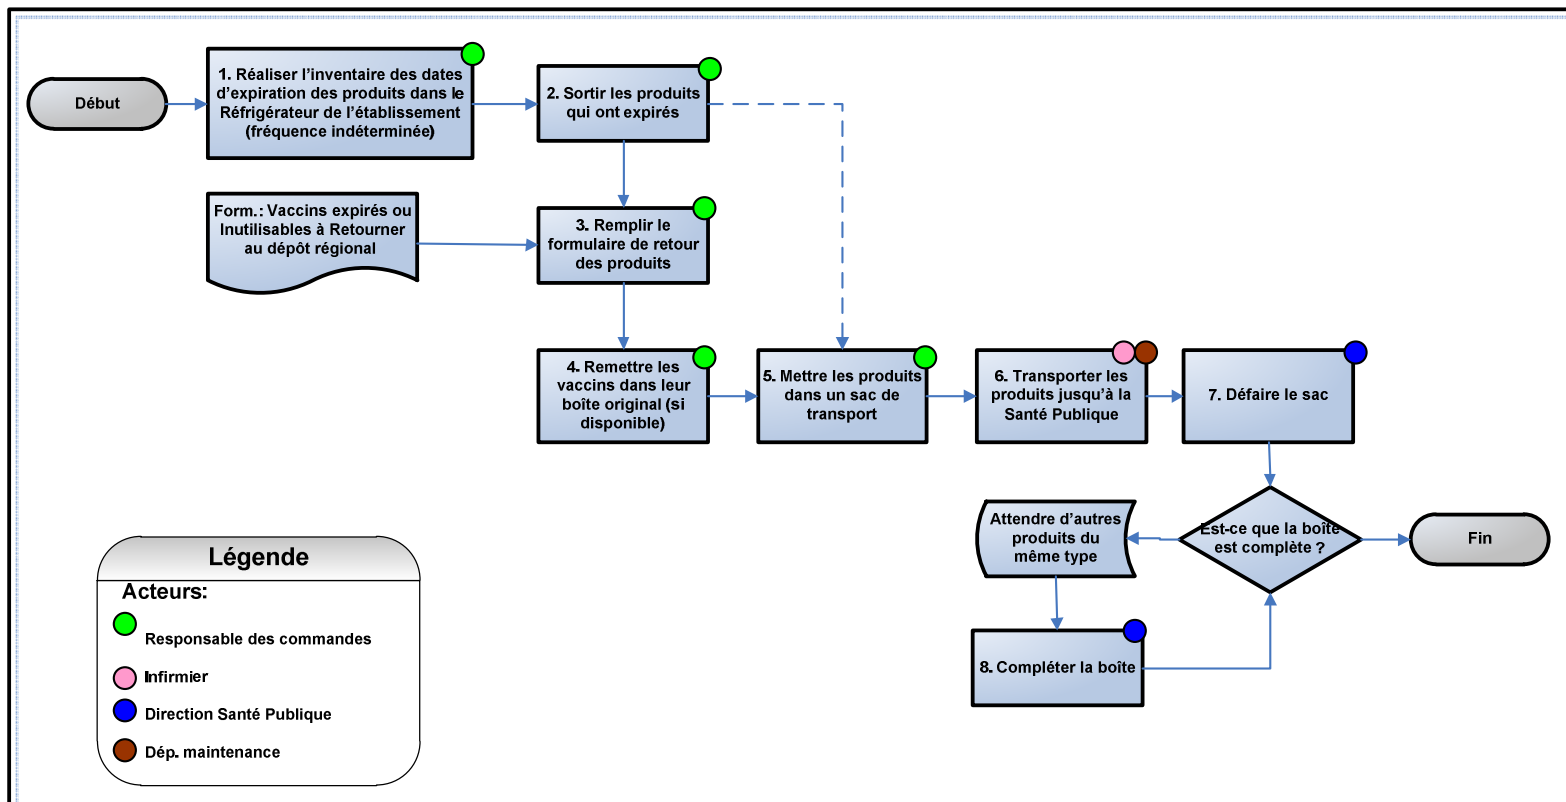 Début
1. Réaliser l'inventaire des dates
d'expiration des produits dans le
Réfrigérateur de l'établissement
(fréquence indéterminée)
2. Sortir les produits
qui ont expirés
Form.: Vaccins expirés ou
Inutilisables à Retourner
au dépôt régional
3. Remplir le
formulaire de retour
des produits
4. Remettre les
vaccins dans leur
boîte original (si
disponible)
5. Mettre les produits
dans un sac de
transport
6. Transporter les
produits jusqu'à la
Santé Publique
7. Défaire le sac
Attendre d'autres
produits du
même type
Est-ce que la boîte
est complète ?
Fin
8. Compléter la boîte
Légende
Acteurs:
Responsable des commandes
Infirmier
Direction Santé Publique
Dép. maintenance